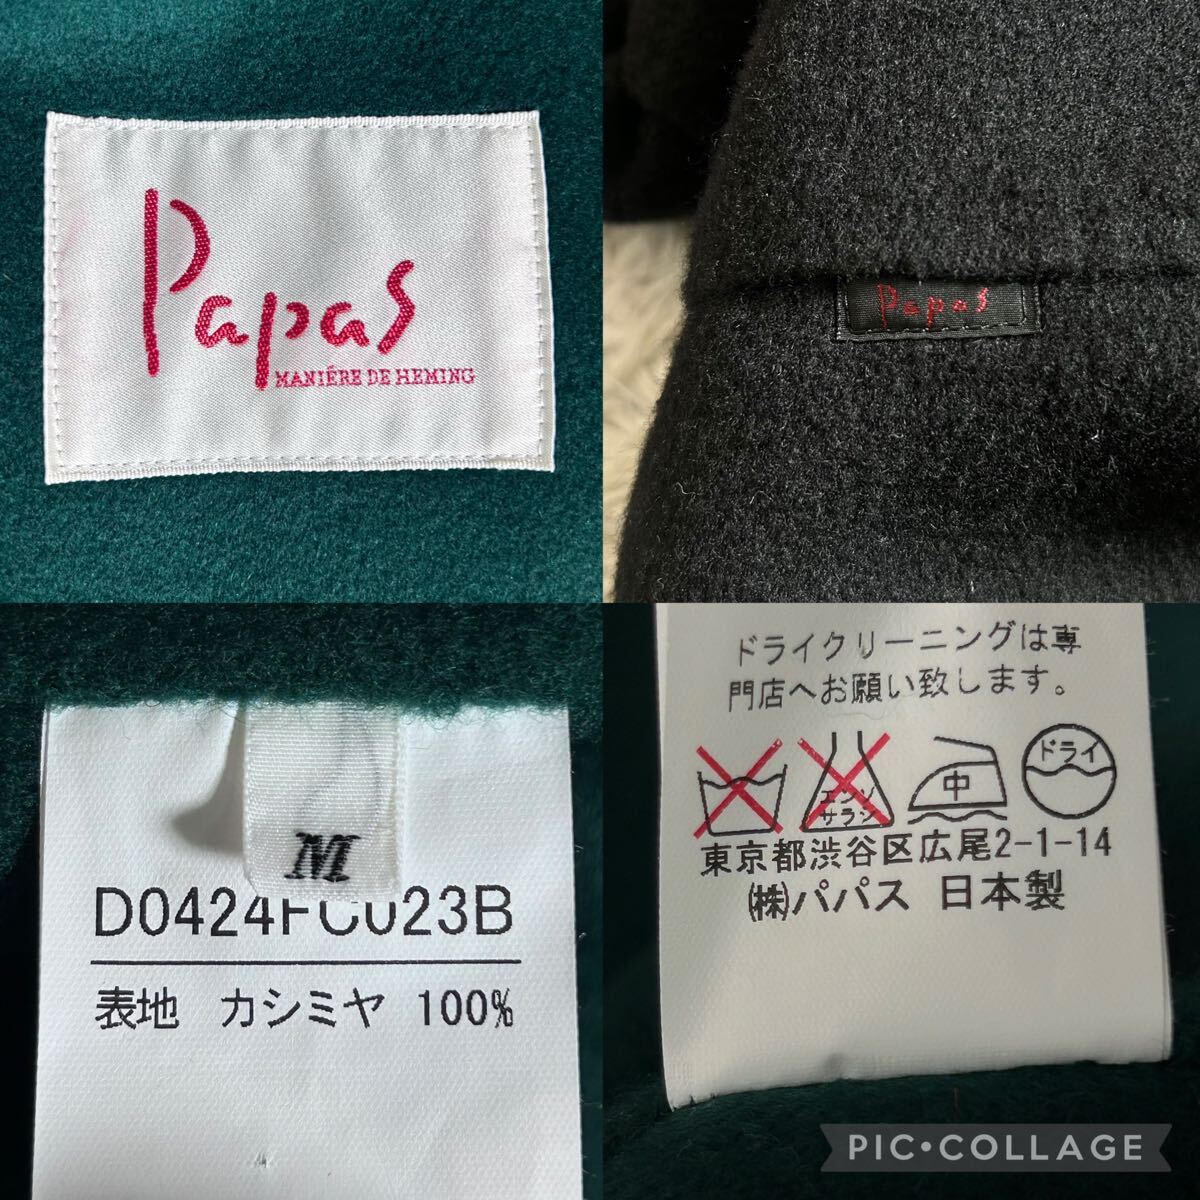 Papas
MANIÉRE DE HEMING
Papas
M
D0424FC023B
表地 カシミヤ 100%
ドライクリーニングは専
門店へお願い致します。
エンソ
サラシ
中
ドライ
東京都渋谷区広尾2-1-14
㈱パパス 日本製
PIC•COLLAGE